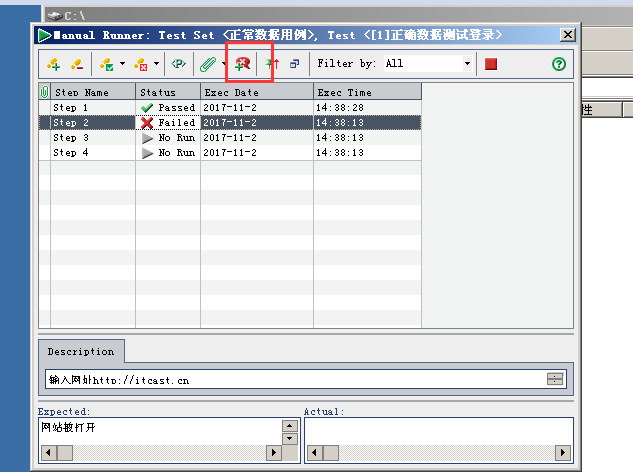 C:\
Manual Runner: Test Set <正常数据用例>, Test <[1]正确数据测试登录>
<P> Filter by: All
Step Name Status Exec Date Exec Time
性
Step 1 Passed 2017-11-2 14:38:28
Step 2 Failed 2017-11-2 14:38:13
Step 3 No Run 2017-11-2 14:38:13
Step 4 No Run 2017-11-2 14:38:13
Description
输入网址http://itcast.cn
Expected: Actual:
网站被打开